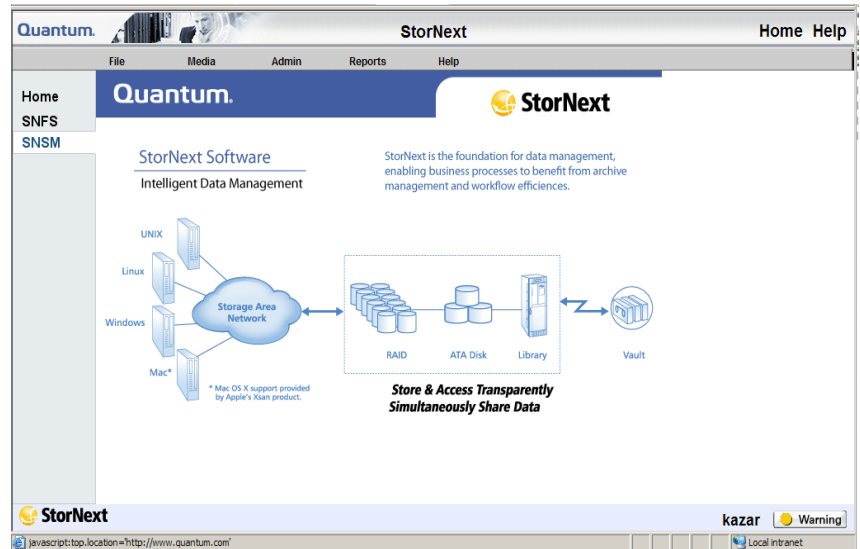 Quantum.
StorNext
Home Help
File Media Admin Reports Help
Home
SNFS
SNSM
Quantum.
StorNext
StorNext Software
Intelligent Data Management
StorNext is the foundation for data management,
enabling business processes to benefit from archive
management and workflow efficiences.
UNIX
Linux
Windows
Mac*
Storage Area
Network
* Mac OS X support provided
by Apple's Xsan product.
RAID
ATA Disk
Library
Vault
Store & Access Transparently
Simultaneously Share Data
StorNext
kazar
Warning
javascript:top.location='http://www.quantum.com'
Local intranet